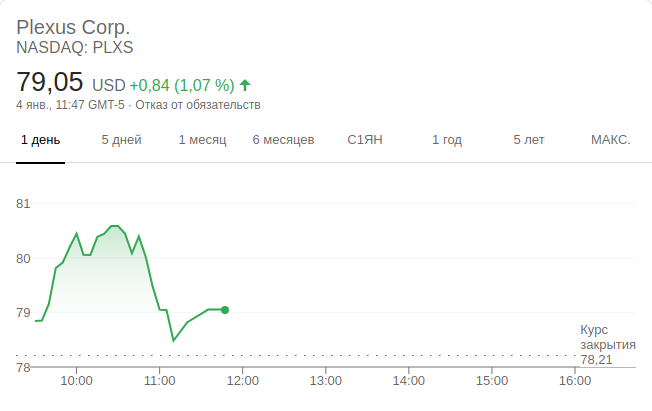 Plexus Corp.
NASDAQ: PLXS
79,05 USD +0,84 (1,07 %)
4 янв., 11:47 GMT-5 · Отказ от обязательств
1 день 5 дней 1 месяц 6 месяцев С1ЯН 1 год 5 лет МАКС.
81
80
79
Курс
закрытия
78,21
78
10:00 11:00 12:00 13:00 14:00 15:00 16:00